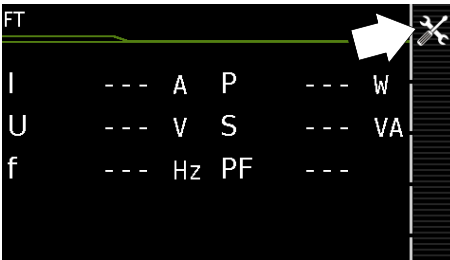 FT
I --- A P --- W
U --- V S --- VA
f --- Hz PF ---